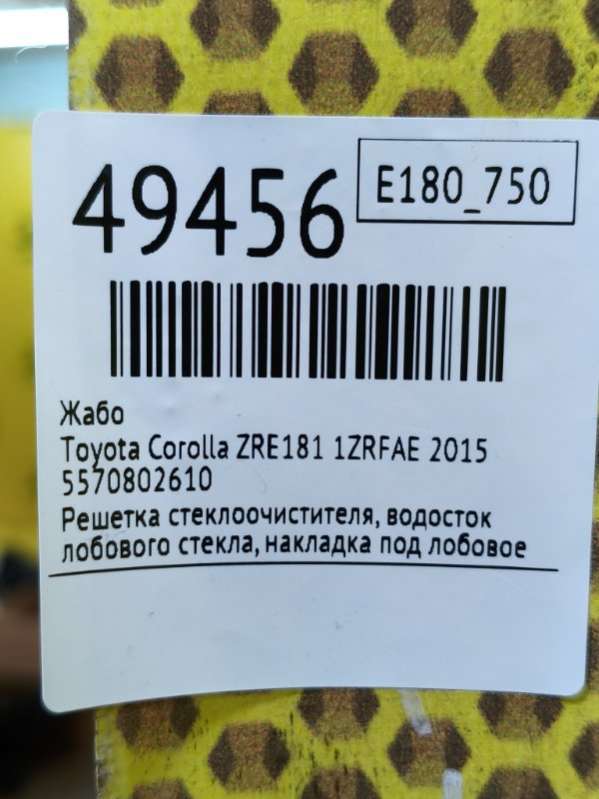 49456
E180_750
Жабо
Toyota Corolla ZRE181 1ZRFAE 2015
5570802610
Решетка стеклоочистителя, водосток
лобового стекла, накладка под лобовое